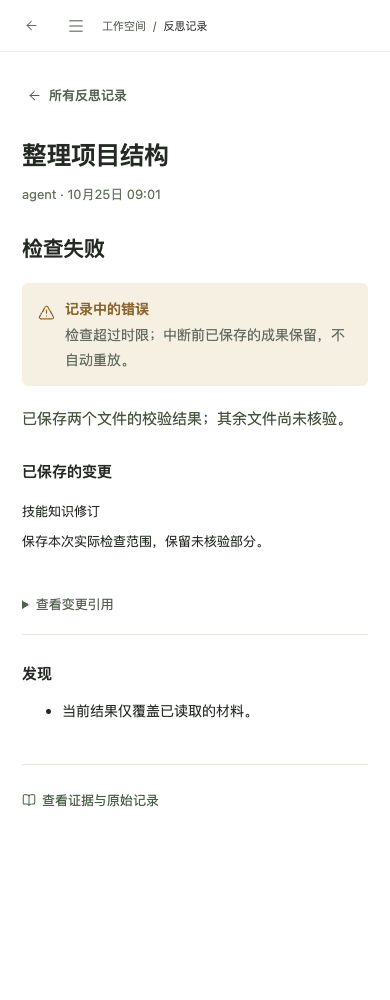 工作空间 / 反思记录
所有反思记录
整理项目结构
agent · 10月25日 09:01
检查失败
记录中的错误
检查超过时限；中断前已保存的成果保留，不
自动重放。
已保存两个文件的校验结果；其余文件尚未核验。
已保存的变更
技能知识修订
保存本次实际检查范围，保留未核验部分。
查看变更引用
发现
当前结果仅覆盖已读取的材料。
查看证据与原始记录